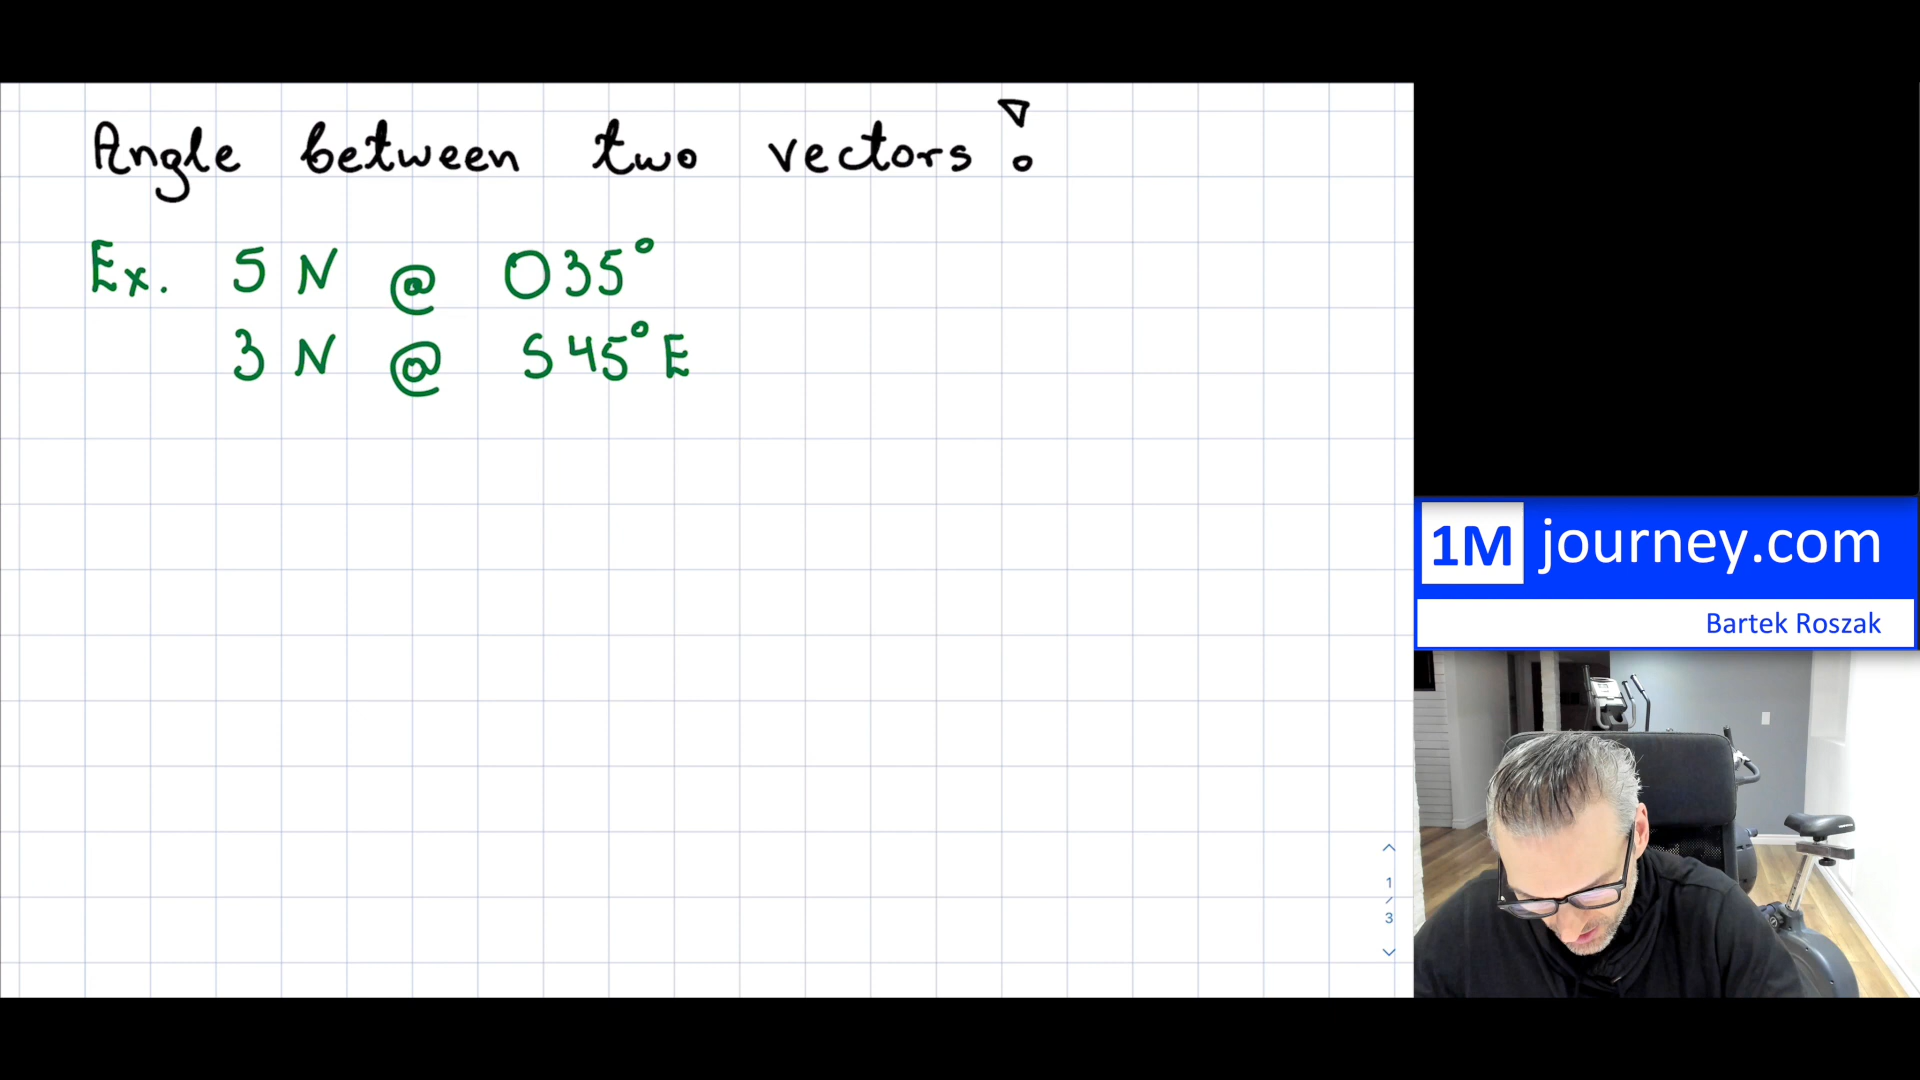 Angle between two vectors!
Ex. 5 N @ 035°
3 N @ S45°E
1M journey.com
Bartek Roszak
1
/
3